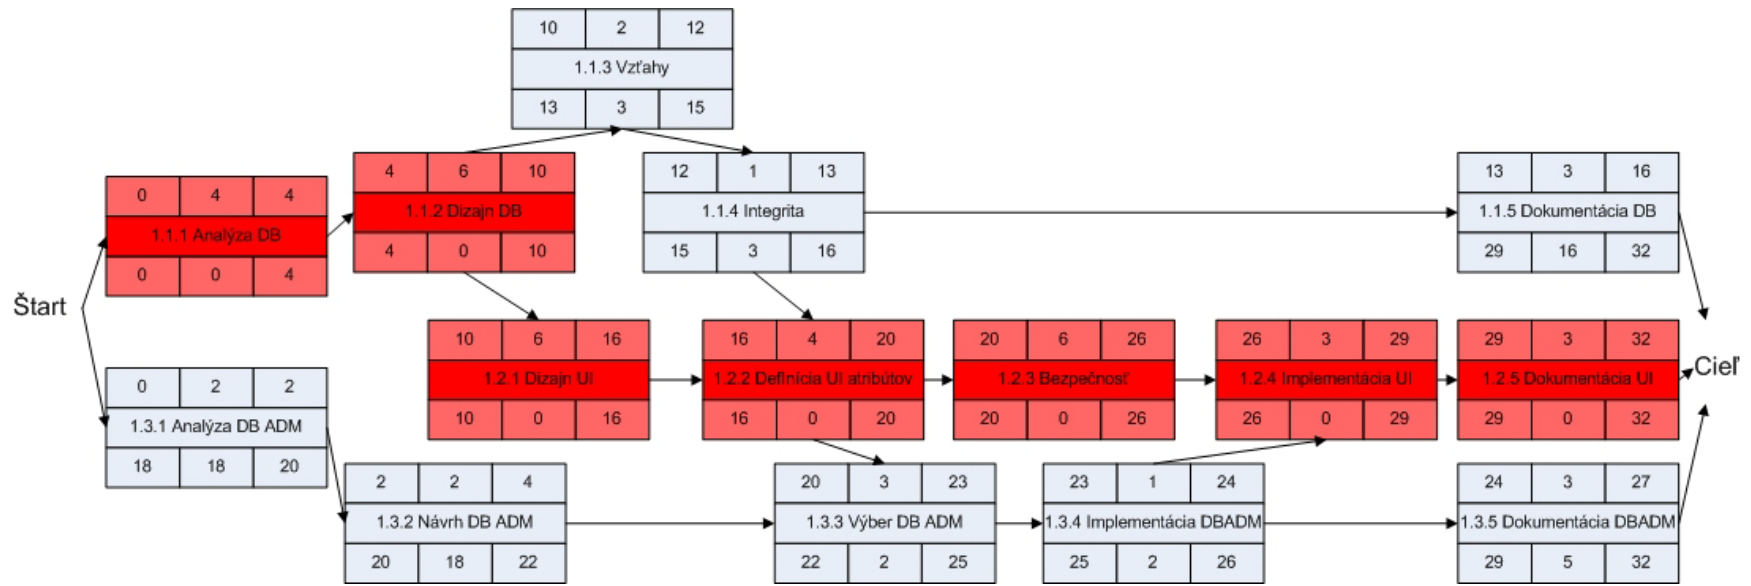 10 2 12
1.1.3 Vzťahy
13 3 15
0 4 4
1.1.1 Analýza DB
0 0 4
4 6 10
1.1.2 Dizajn DB
4 0 10
12 1 13
1.1.4 Integrita
15 3 16
13 3 16
1.1.5 Dokumentácia DB
29 16 32
Štart
10 6 16
1.2.1 Dizajn UI
10 0 16
16 4 20
1.2.2 Definícia UI atribútov
16 0 20
20 6 26
1.2.3 Bezpečnosť
20 0 26
26 3 29
1.2.4 Implementácia UI
26 0 29
29 3 32
1.2.5 Dokumentácia UI
29 0 32
Cieľ
0 2 2
1.3.1 Analýza DB ADM
18 18 20
2 2 4
1.3.2 Návrh DB ADM
20 18 22
20 3 23
1.3.3 Výber DB ADM
22 2 25
23 1 24
1.3.4 Implementácia DBADM
25 2 26
24 3 27
1.3.5 Dokumentácia DBADM
29 5 32